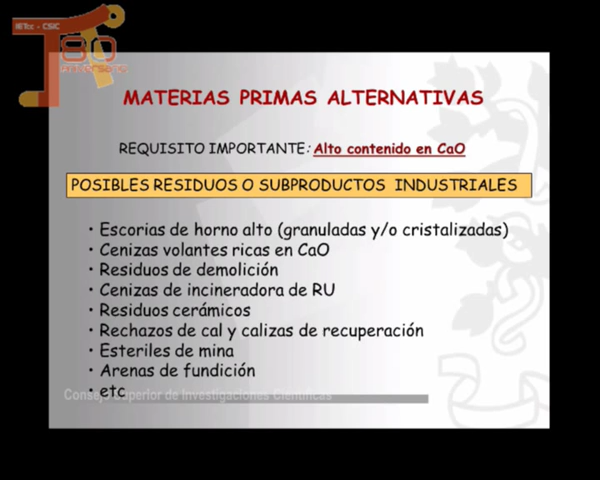 IETcc - CSIC
80
Aniversario
MATERIAS PRIMAS ALTERNATIVAS
REQUISITO IMPORTANTE: Alto contenido en CaO
POSIBLES RESIDUOS O SUBPRODUCTOS INDUSTRIALES
• Escorias de horno alto (granuladas y/o cristalizadas)
• Cenizas volantes ricas en CaO
• Residuos de demolición
• Cenizas de incineradora de RU
• Residuos cerámicos
• Rechazos de cal y calizas de recuperación
• Esteriles de mina
• Arenas de fundición
• etc
Consejo Superior de Investigaciones Científicas